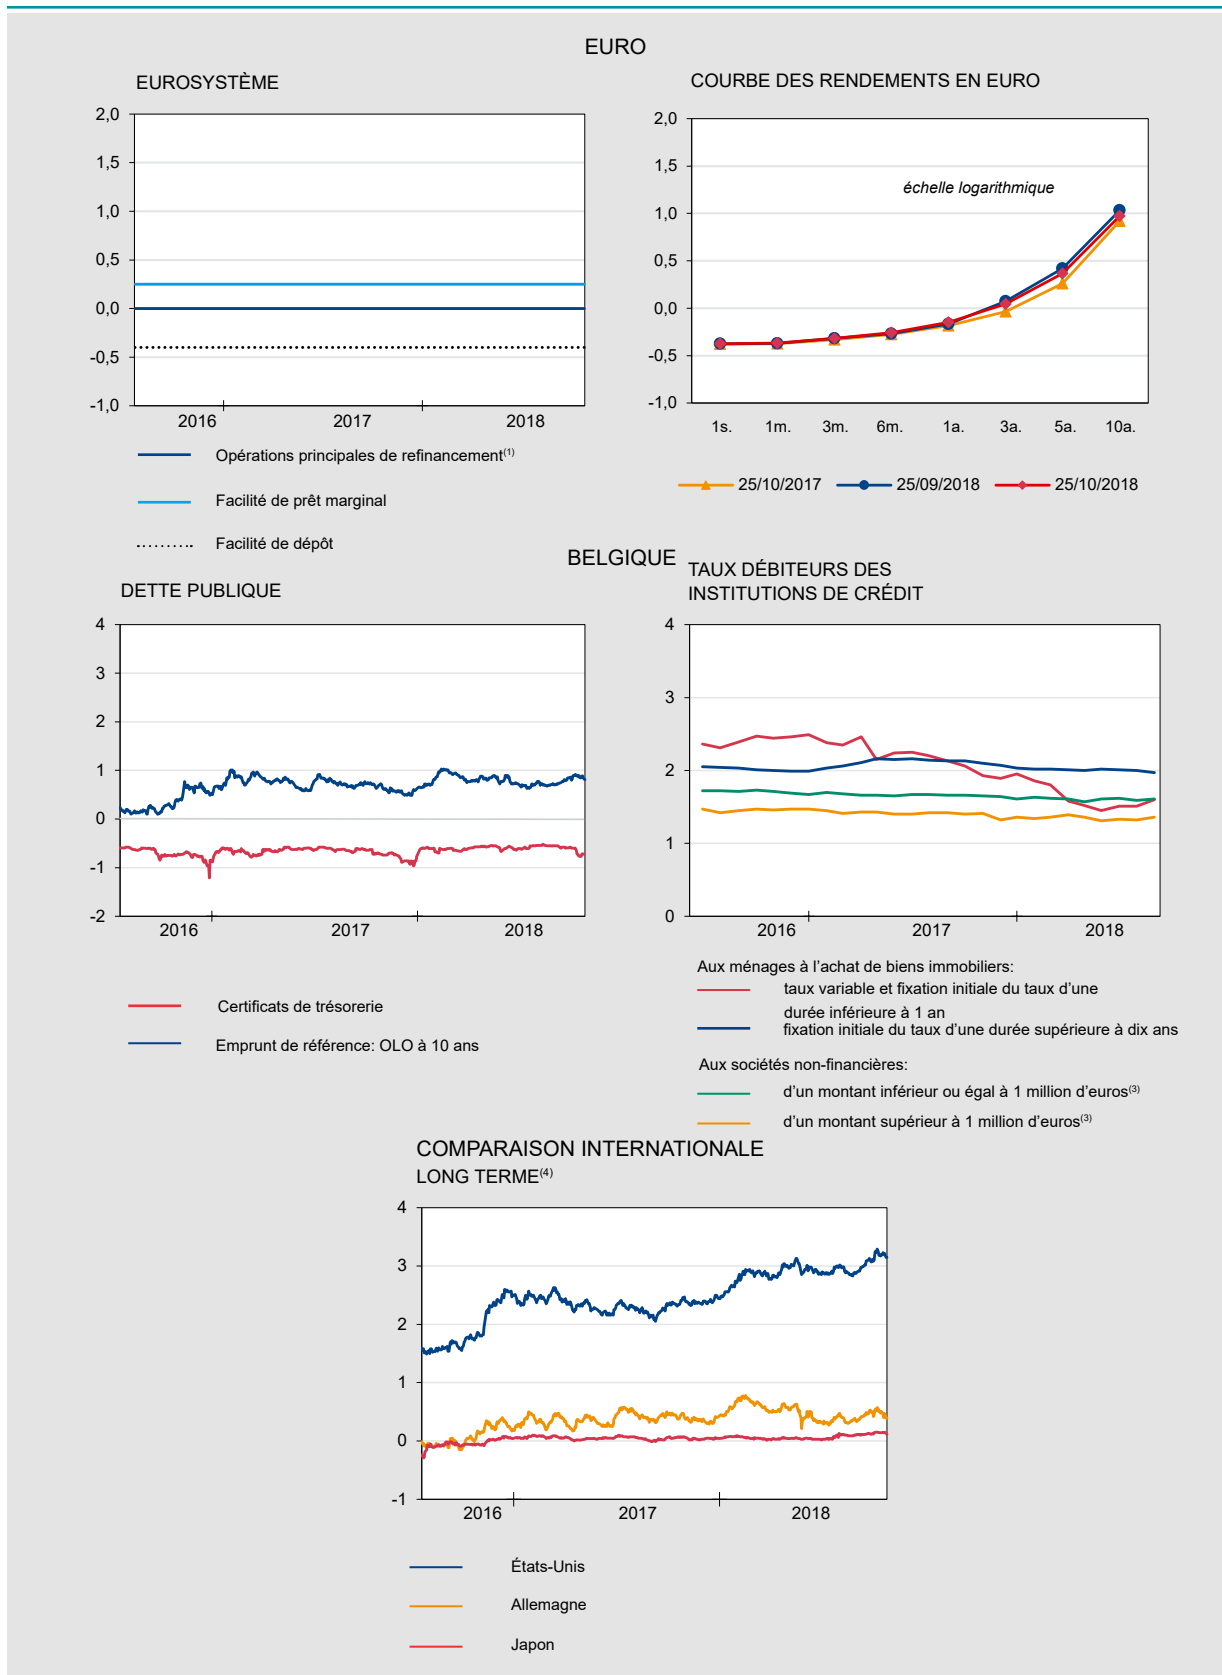 EURO
EUROSYSTÈME
2,0
1,5
1,0
0,5
0,0
-0,5
-1,0
2016 2017 2018
Opérations principales de refinancement(1)
Facilité de prêt marginal
Facilité de dépôt
COURBE DES RENDEMENTS EN EURO
2,0
1,5
1,0
0,5
0,0
-0,5
-1,0
échelle logarithmique
1s. 1m. 3m. 6m. 1a. 3a. 5a. 10a.
25/10/2017 25/09/2018 25/10/2018
BELGIQUE
DETTE PUBLIQUE
4
3
2
1
0
-1
-2
2016 2017 2018
Certificats de trésorerie
Emprunt de référence: OLO à 10 ans
TAUX DÉBITEURS DES
INSTITUTIONS DE CRÉDIT
4
3
2
1
0
2016 2017 2018
Aux ménages à l'achat de biens immobiliers:
taux variable et fixation initiale du taux d'une
durée inférieure à 1 an
fixation initiale du taux d'une durée supérieure à dix ans
Aux sociétés non-financières:
d'un montant inférieur ou égal à 1 million d'euros(3)
d'un montant supérieur à 1 million d'euros(3)
COMPARAISON INTERNATIONALE
LONG TERME(4)
4
3
2
1
0
-1
2016 2017 2018
États-Unis
Allemagne
Japon